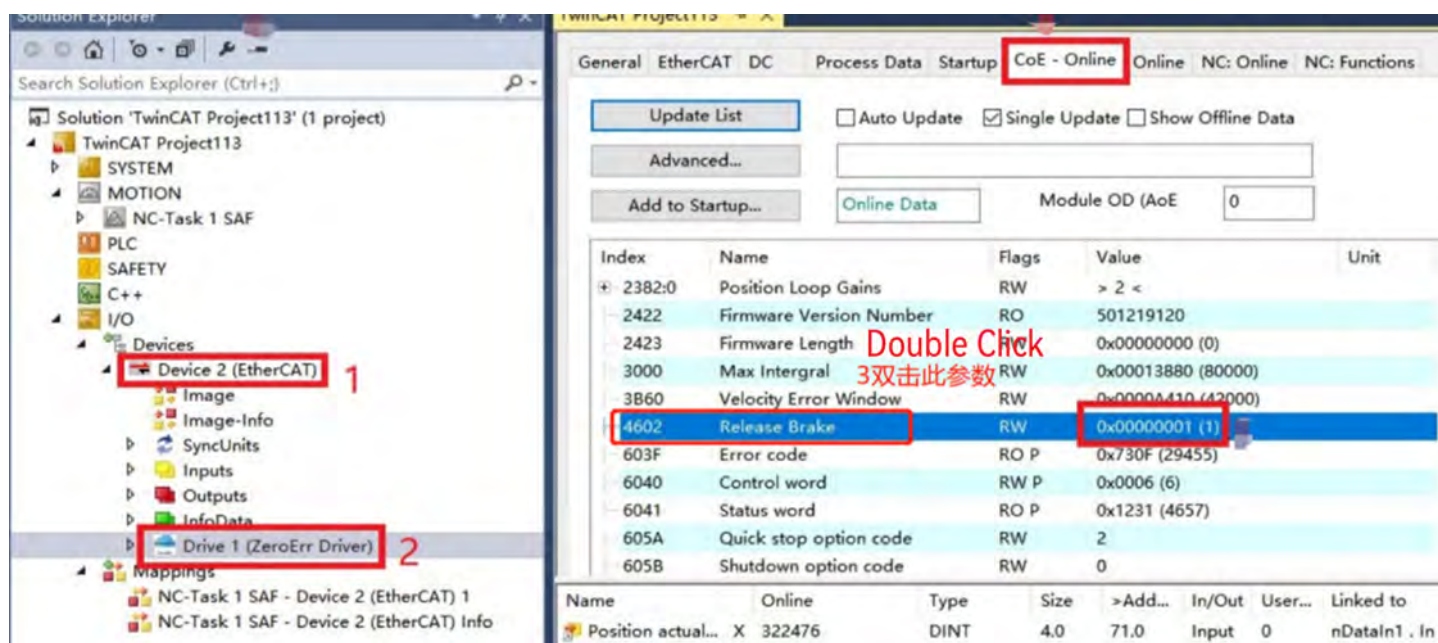 Solution Explorer
Search Solution Explorer (Ctrl+;)
Solution 'TwinCAT Project113' (1 project)
TwinCAT Project113
SYSTEM
MOTION
NC-Task 1 SAF
PLC
SAFETY
C++
I/O
Devices
Device 2 (EtherCAT) 1
Image
Image-Info
SyncUnits
Inputs
Outputs
InfoData
Drive 1 (ZeroErr Driver) 2
Mappings
NC-Task 1 SAF - Device 2 (EtherCAT) 1
NC-Task 1 SAF - Device 2 (EtherCAT) Info
TwinCAT Project113
General EtherCAT DC Process Data Startup CoE - Online Online NC: Online NC: Functions
Update List Auto Update Single Update Show Offline Data
Advanced...
Add to Startup... Online Data Module OD (AoE 0
Index Name Flags Value Unit
2382:0 Position Loop Gains RW > 2 <
2422 Firmware Version Number RO 501219120
2423 Firmware Length RW 0x00000000 (0)
Double Click
3000 Max Intergral RW 0x00013880 (80000)
3双击此参数
3B60 Velocity Error Window RW 0x0000A410 (42000)
4602 Release Brake RW 0x00000001 (1)
603F Error code RO P 0x730F (29455)
6040 Control word RW P 0x0006 (6)
6041 Status word RO P 0x1231 (4657)
605A Quick stop option code RW 2
605B Shutdown option code RW 0
Name Online Type Size >Add... In/Out User... Linked to
Position actual... X 322476 DINT 4.0 71.0 Input 0 nDataIn1 . In